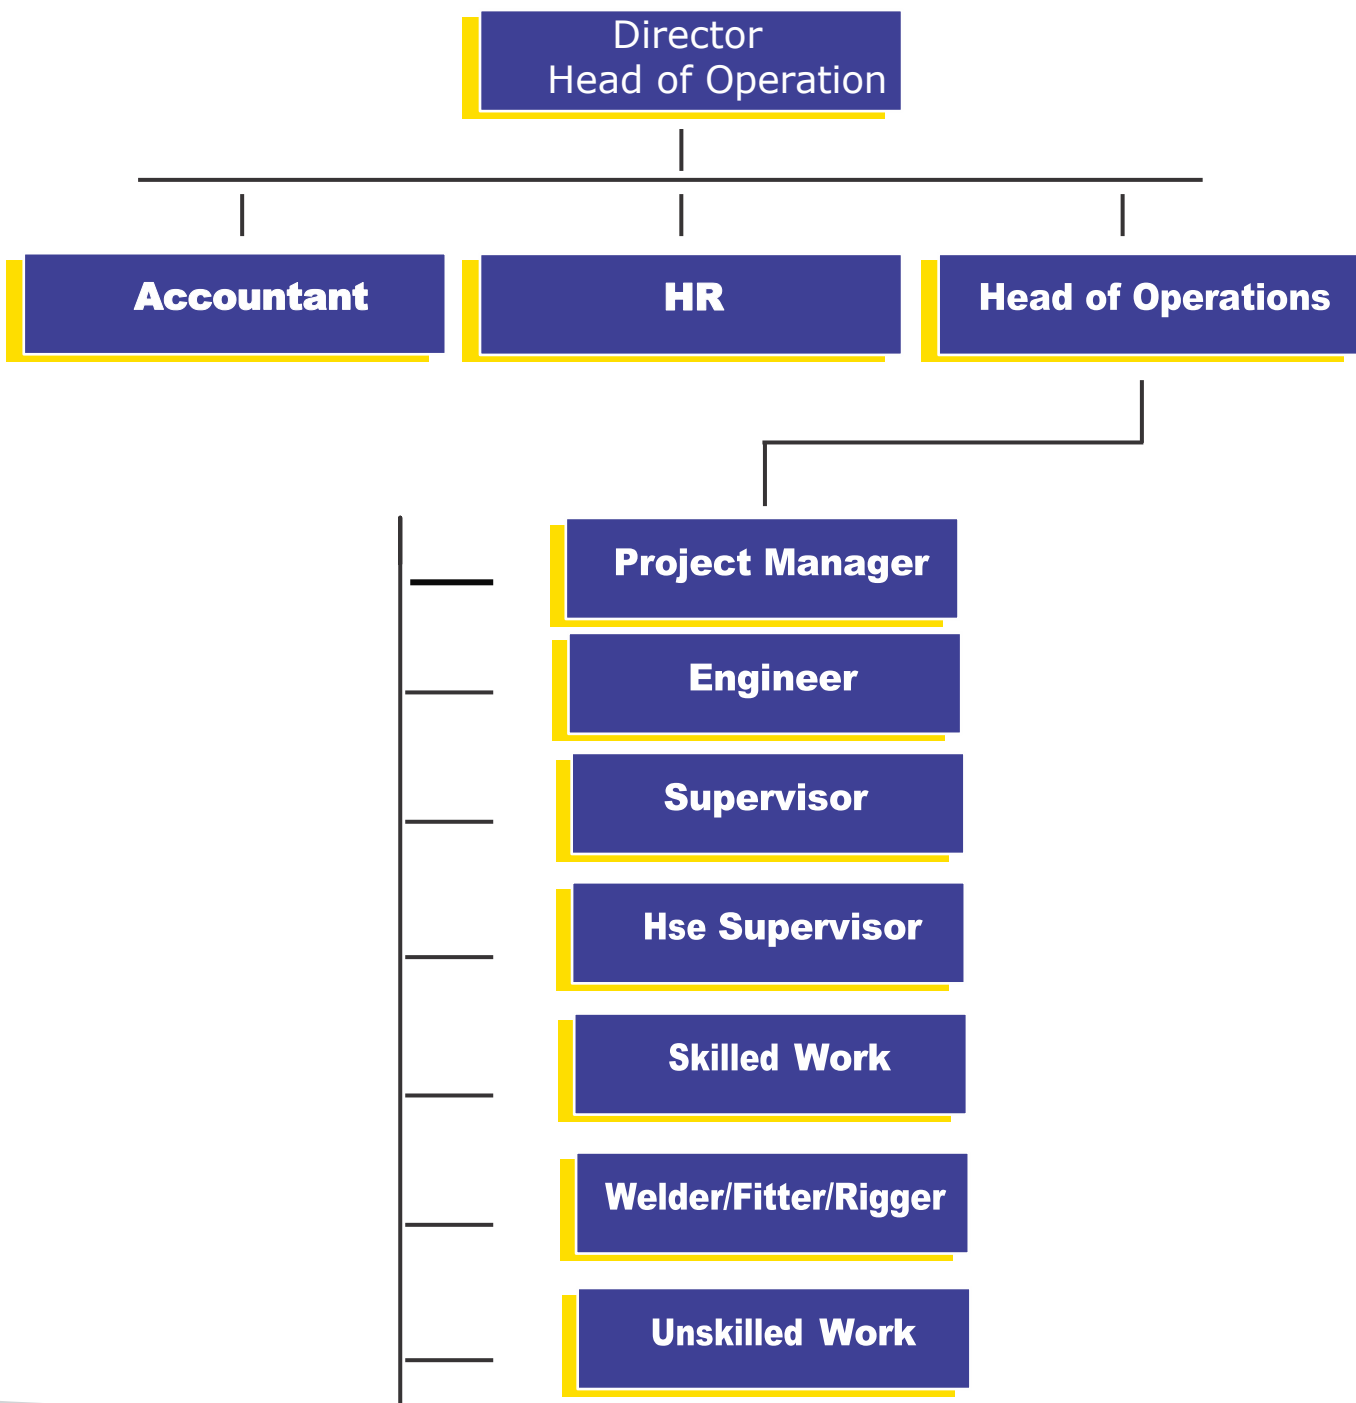 Director
Head of Operation
Accountant
HR
Head of Operations
Project Manager
Engineer
Supervisor
Hse Supervisor
Skilled Work
Welder/Fitter/Rigger
Unskilled Work